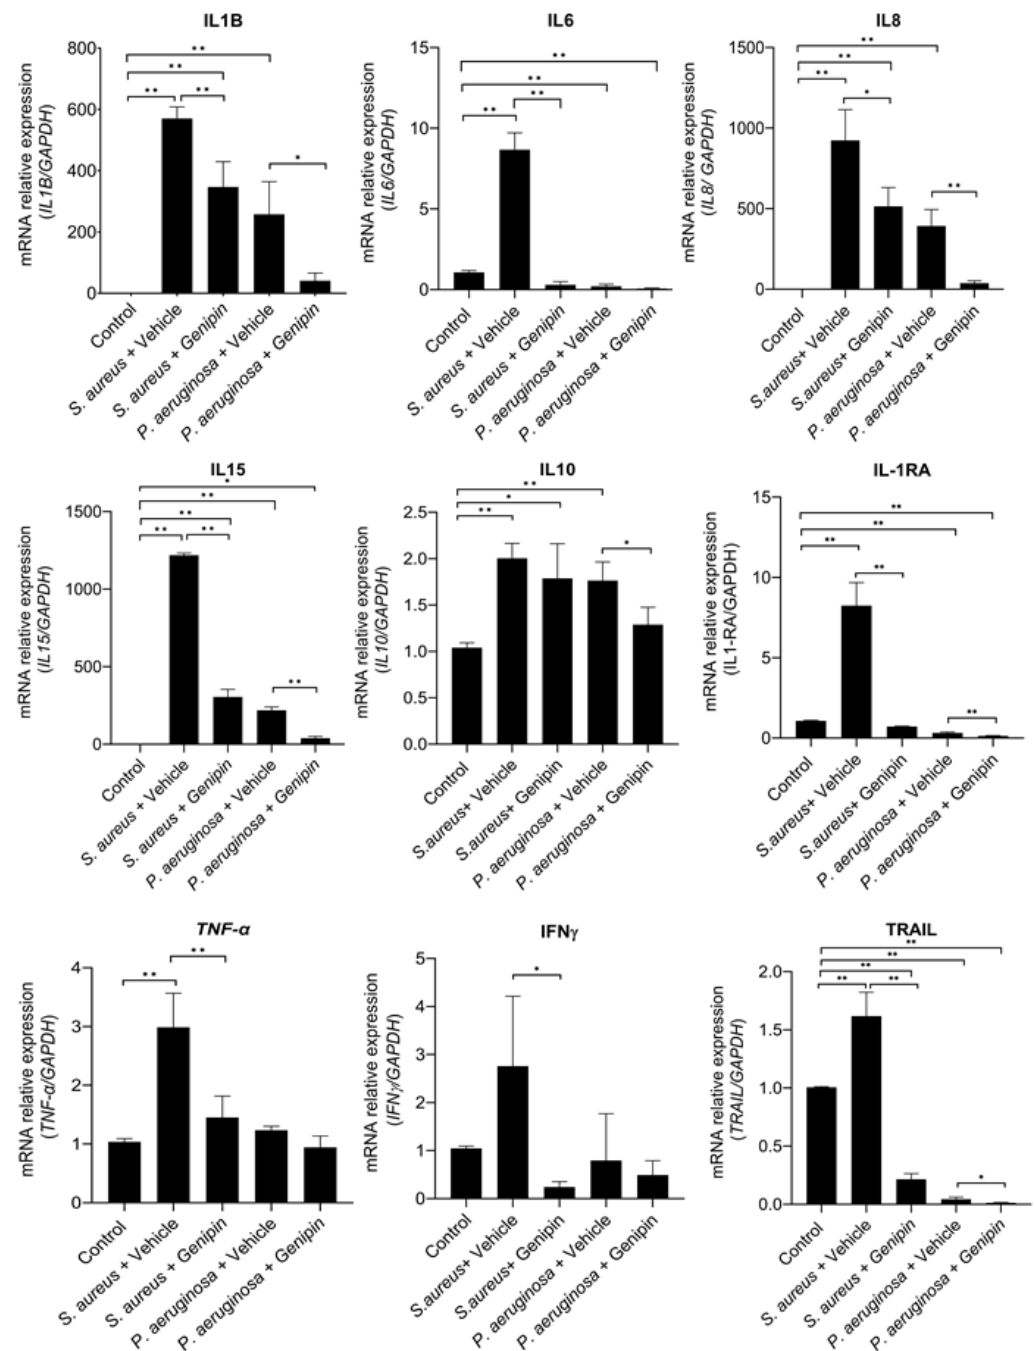 IL1B
mRNA relative expression
(IL1B/GAPDH)
800
600
400
200
0
** ** ** ** *
Control
S. aureus + Vehicle
S. aureus + Genipin
P. aeruginosa + Vehicle
P. aeruginosa + Genipin
IL6
mRNA relative expression
(IL6/GAPDH)
15
10
5
0
** ** ** **
Control
S. aureus + Vehicle
S. aureus + Genipin
P. aeruginosa + Vehicle
P. aeruginosa + Genipin
IL8
mRNA relative expression
(IL8/ GAPDH)
1500
1000
500
0
** ** ** * **
Control
S.aureus+ Vehicle
S.aureus+ Genipin
P. aeruginosa + Vehicle
P. aeruginosa + Genipin
IL15
mRNA relative expression
(IL15/GAPDH)
1500
1000
500
0
* ** ** ** ** **
Control
S. aureus + Vehicle
S. aureus + Genipin
P. aeruginosa + Vehicle
P. aeruginosa + Genipin
IL10
mRNA relative expression
(IL10/GAPDH)
2.5
2.0
1.5
1.0
0.5
0.0
** * ** *
Control
S.aureus+ Vehicle
S.aureus+ Genipin
P. aeruginosa + Vehicle
P. aeruginosa + Genipin
IL-1RA
mRNA relative expression
(IL1-RA/GAPDH)
15
10
5
0
** ** ** ** **
Control
S.aureus+ Vehicle
S.aureus+ Genipin
P. aeruginosa + Vehicle
P. aeruginosa + Genipin
TNF-α
mRNA relative expression
(TNF-α/GAPDH)
4
3
2
1
0
** **
Control
S. aureus + Vehicle
S. aureus + Genipin
P. aeruginosa + Vehicle
P. aeruginosa + Genipin
IFNγ
mRNA relative expression
(IFNγ/GAPDH)
5
4
3
2
1
0
*
Control
S.aureus+ Vehicle
S.aureus+ Genipin
P. aeruginosa + Vehicle
P. aeruginosa + Genipin
TRAIL
mRNA relative expression
(TRAIL/GAPDH)
2.0
1.5
1.0
0.5
0.0
** ** ** ** ** *
Control
S. aureus + Vehicle
S. aureus + Genipin
P. aeruginosa + Vehicle
P. aeruginosa + Genipin